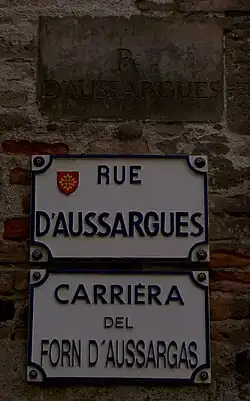 R.
D'AUSSARGUES
RUE
D'AUSSARGUES
CARRIÈRA
DEL
FORN D'AUSSARGAS